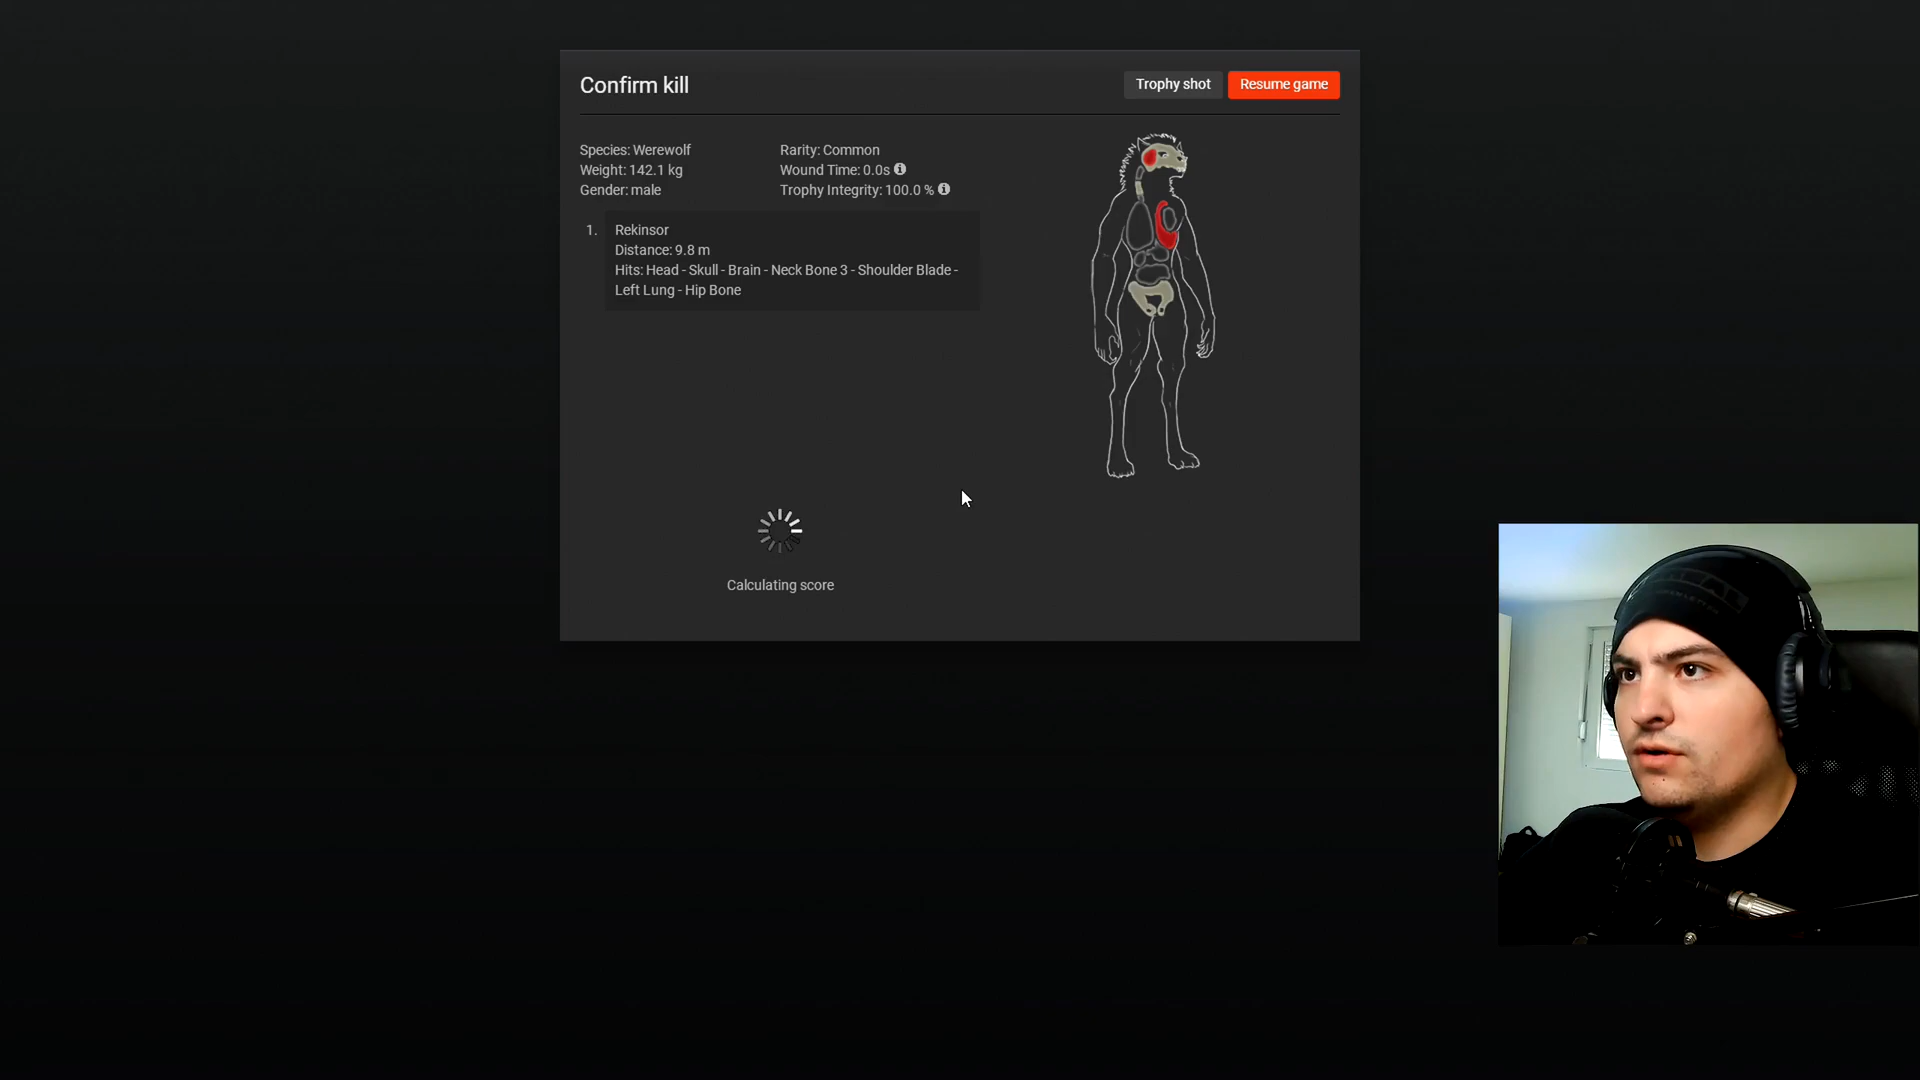 Confirm kill
Trophy shot
Resume game
Species: Werewolf
Weight: 142.1 kg
Gender: male
Rarity: Common
Wound Time: 0.0s
Trophy Integrity: 100.0 %
1.
Rekinsor
Distance: 9.8 m
Hits: Head - Skull - Brain - Neck Bone 3 - Shoulder Blade -
Left Lung - Hip Bone
Calculating score